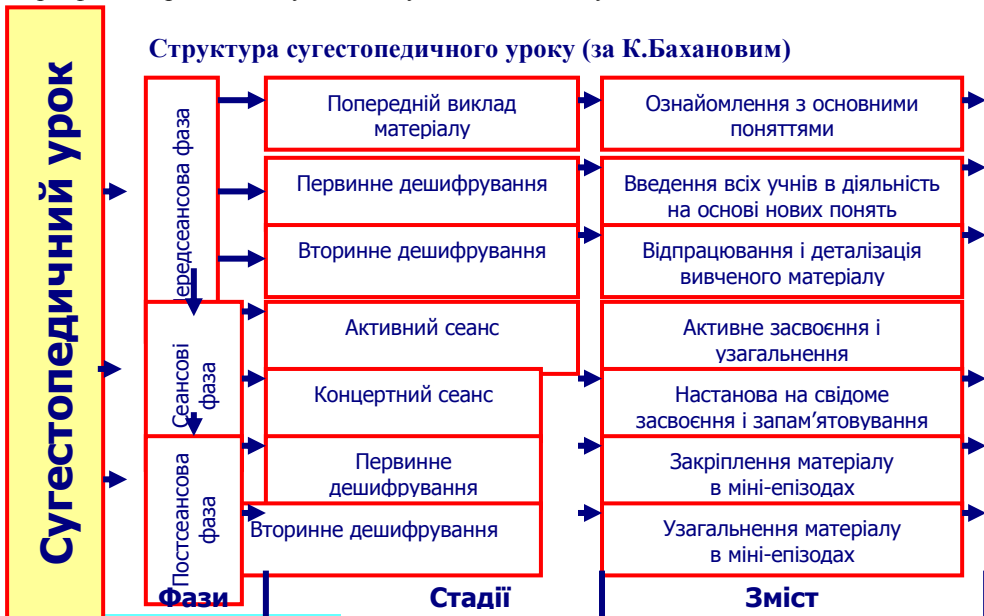 Структура сугестопедичного уроку (за К.Бахановим)
Сугестопедичний урок
ередсеансова фаза
Попередній виклад
матеріалу
Ознайомлення з основними
поняттями
Первинне дешифрування
Введення всіх учнів в діяльність
на основі нових понять
Вторинне дешифрування
Відпрацювання і деталізація
вивченого матеріалу
Сеансові
фаза
Активний сеанс
Активне засвоєння і
узагальнення
Концертний сеанс
Настанова на свідоме
засвоєння і запам’ятовування
Постсеансова
фаза
Первинне
дешифрування
Закріплення матеріалу
в міні-епізодах
Вторинне дешифрування
Узагальнення матеріалу
в міні-епізодах
Фази
Стадії
Зміст